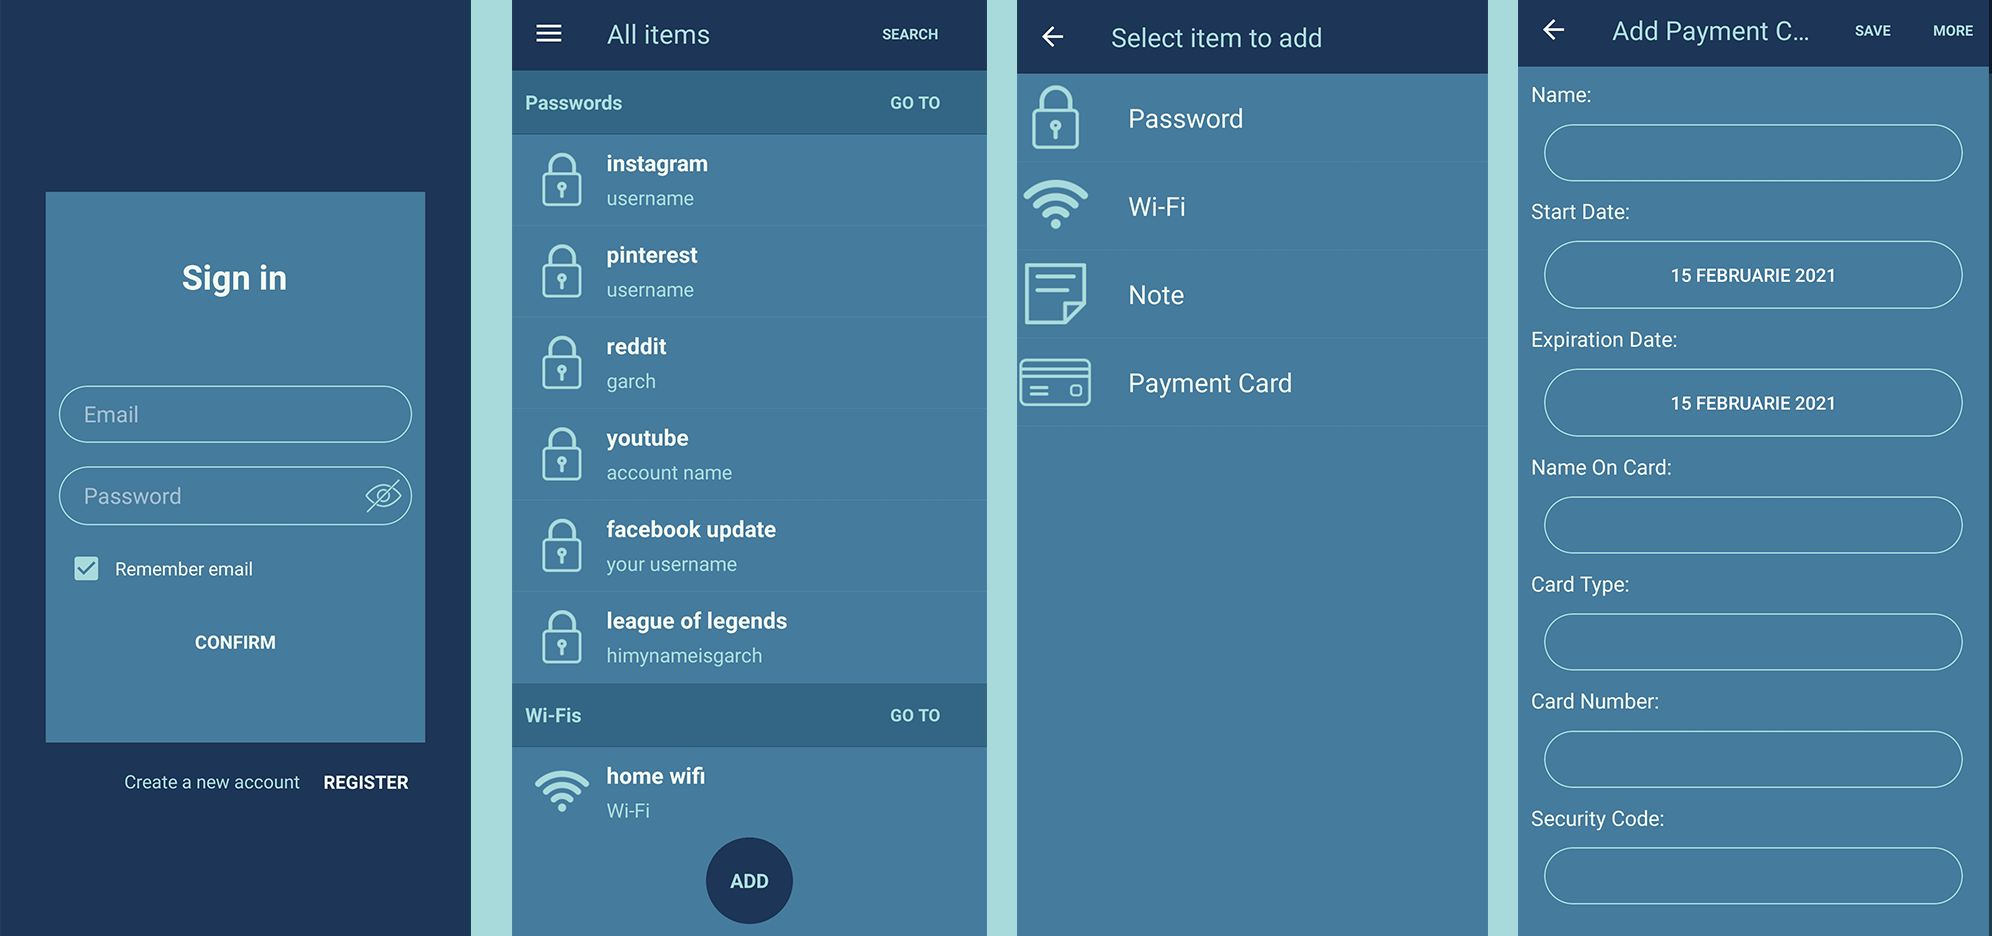 Sign in
Email
Password
Remember email
CONFIRM
Create a new account REGISTER
All items SEARCH
Passwords GO TO
instagram
username
pinterest
username
reddit
garch
youtube
account name
facebook update
your username
league of legends
himynameisgarch
Wi-Fis GO TO
home wifi
Wi-Fi
ADD
Select item to add
Password
Wi-Fi
Note
Payment Card
Add Payment C... SAVE MORE
Name:
Start Date:
15 FEBRUARIE 2021
Expiration Date:
15 FEBRUARIE 2021
Name On Card:
Card Type:
Card Number:
Security Code: